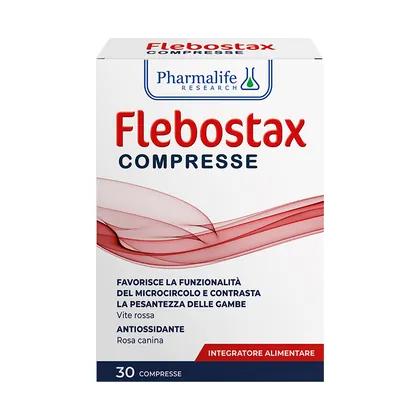 Flebostax
COMPRESSE
Pharmalife
RESEARCH
Flebostax
COMPRESSE
FAVORISCE LA FUNZIONALITÀ
DEL MICROCIRCOLO E CONTRASTA
LA PESANTEZZA DELLE GAMBE
Vite rossa
ANTIOSSIDANTE
Rosa canina
INTEGRATORE ALIMENTARE
30 COMPRESSE